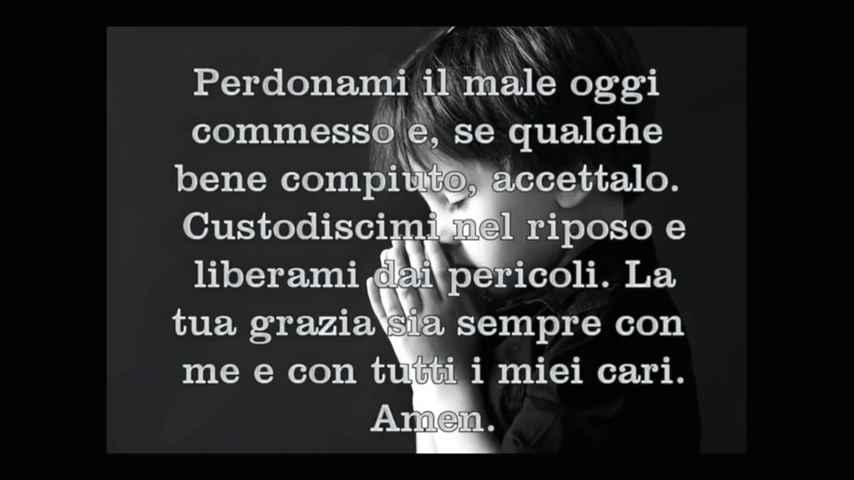 Perdonami il male oggi
commesso e, se qualche
bene compiuto, accettalo.
Custodiscimi nel riposo e
liberami dai pericoli. La
tua grazia sia sempre con
me e con tutti i miei cari.
Amen.